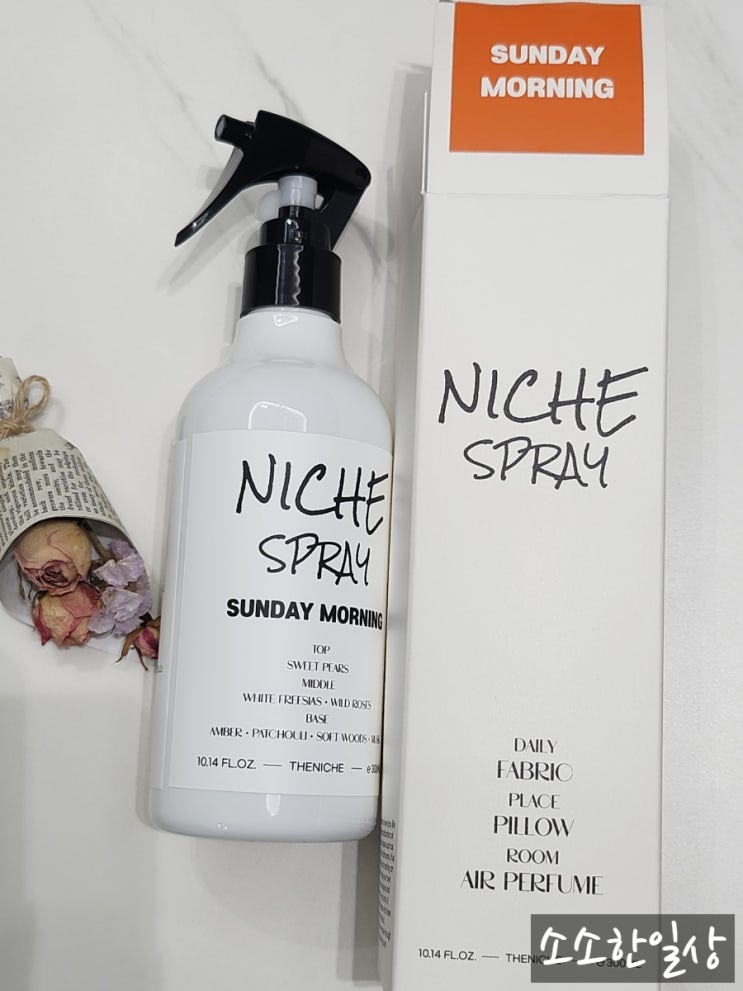 SUNDAY
MORNING
NICHE
SPRAY
DAILY
FABRIC
PLACE
PILLOW
ROOM
AIR PERFUME
10.14 FL.OZ. — THENICHE
NICHE
SPRAY
SUNDAY MORNING
TOP
SWEET PEARS
MIDDLE
WHITE FREESIAS • WILD ROSES
BASE
AMBER • PATCHOULI • SOFT WOODS •
10.14 FL.OZ. — THENICHE —
소소한일상